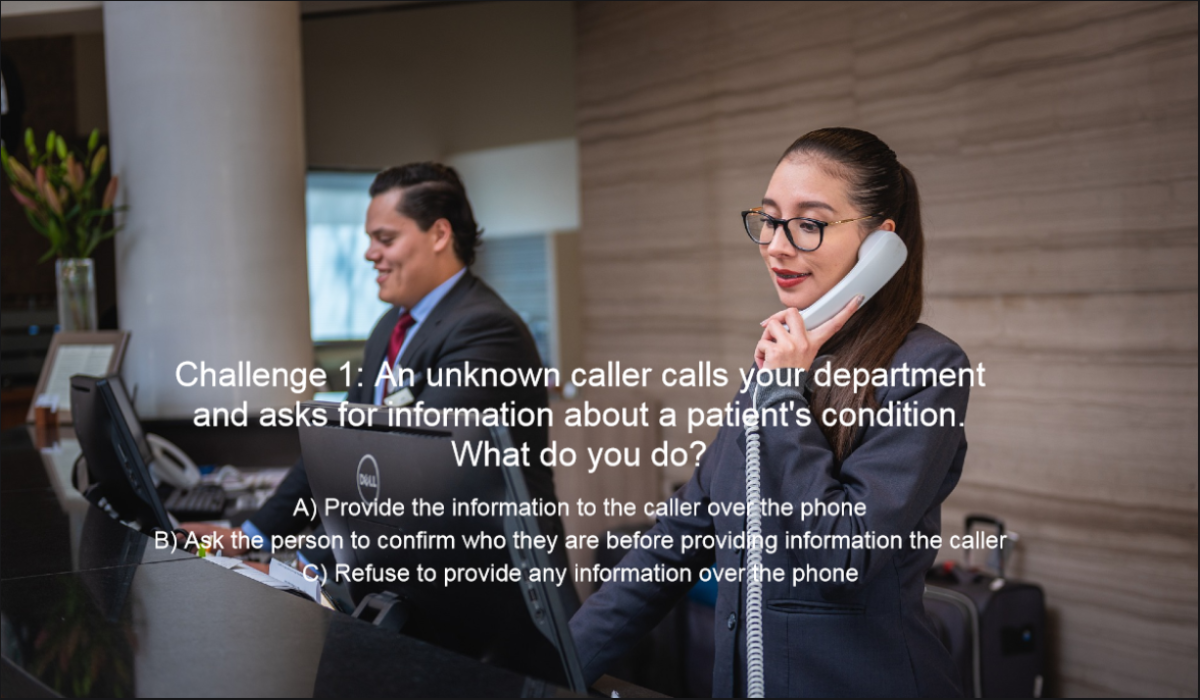 Challenge 1: An unknown caller calls your department
and asks for information about a patient's condition.
What do you do?
A) Provide the information to the caller over the phone
B) Ask the person to confirm who they are before providing information the caller
C) Refuse to provide any information over the phone
DELL